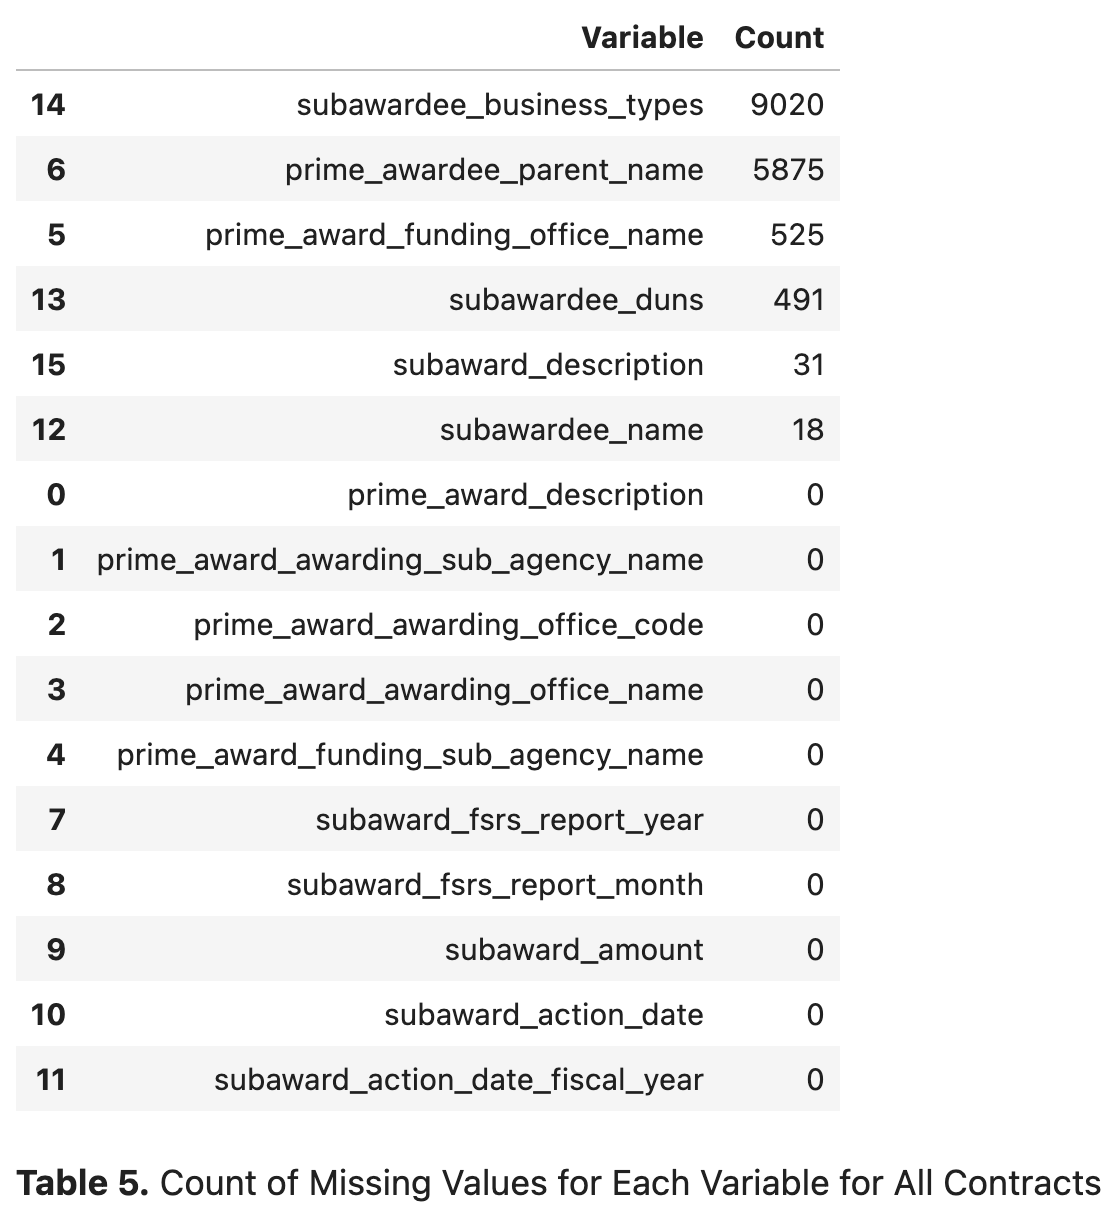 Variable Count
14 subawardee_business_types 9020
6 prime_awardee_parent_name 5875
5 prime_award_funding_office_name 525
13 subawardee_duns 491
15 subaward_description 31
12 subawardee_name 18
0 prime_award_description 0
1 prime_award_awarding_sub_agency_name 0
2 prime_award_awarding_office_code 0
3 prime_award_awarding_office_name 0
4 prime_award_funding_sub_agency_name 0
7 subaward_fsrs_report_year 0
8 subaward_fsrs_report_month 0
9 subaward_amount 0
10 subaward_action_date 0
11 subaward_action_date_fiscal_year 0
Table 5. Count of Missing Values for Each Variable for All Contracts